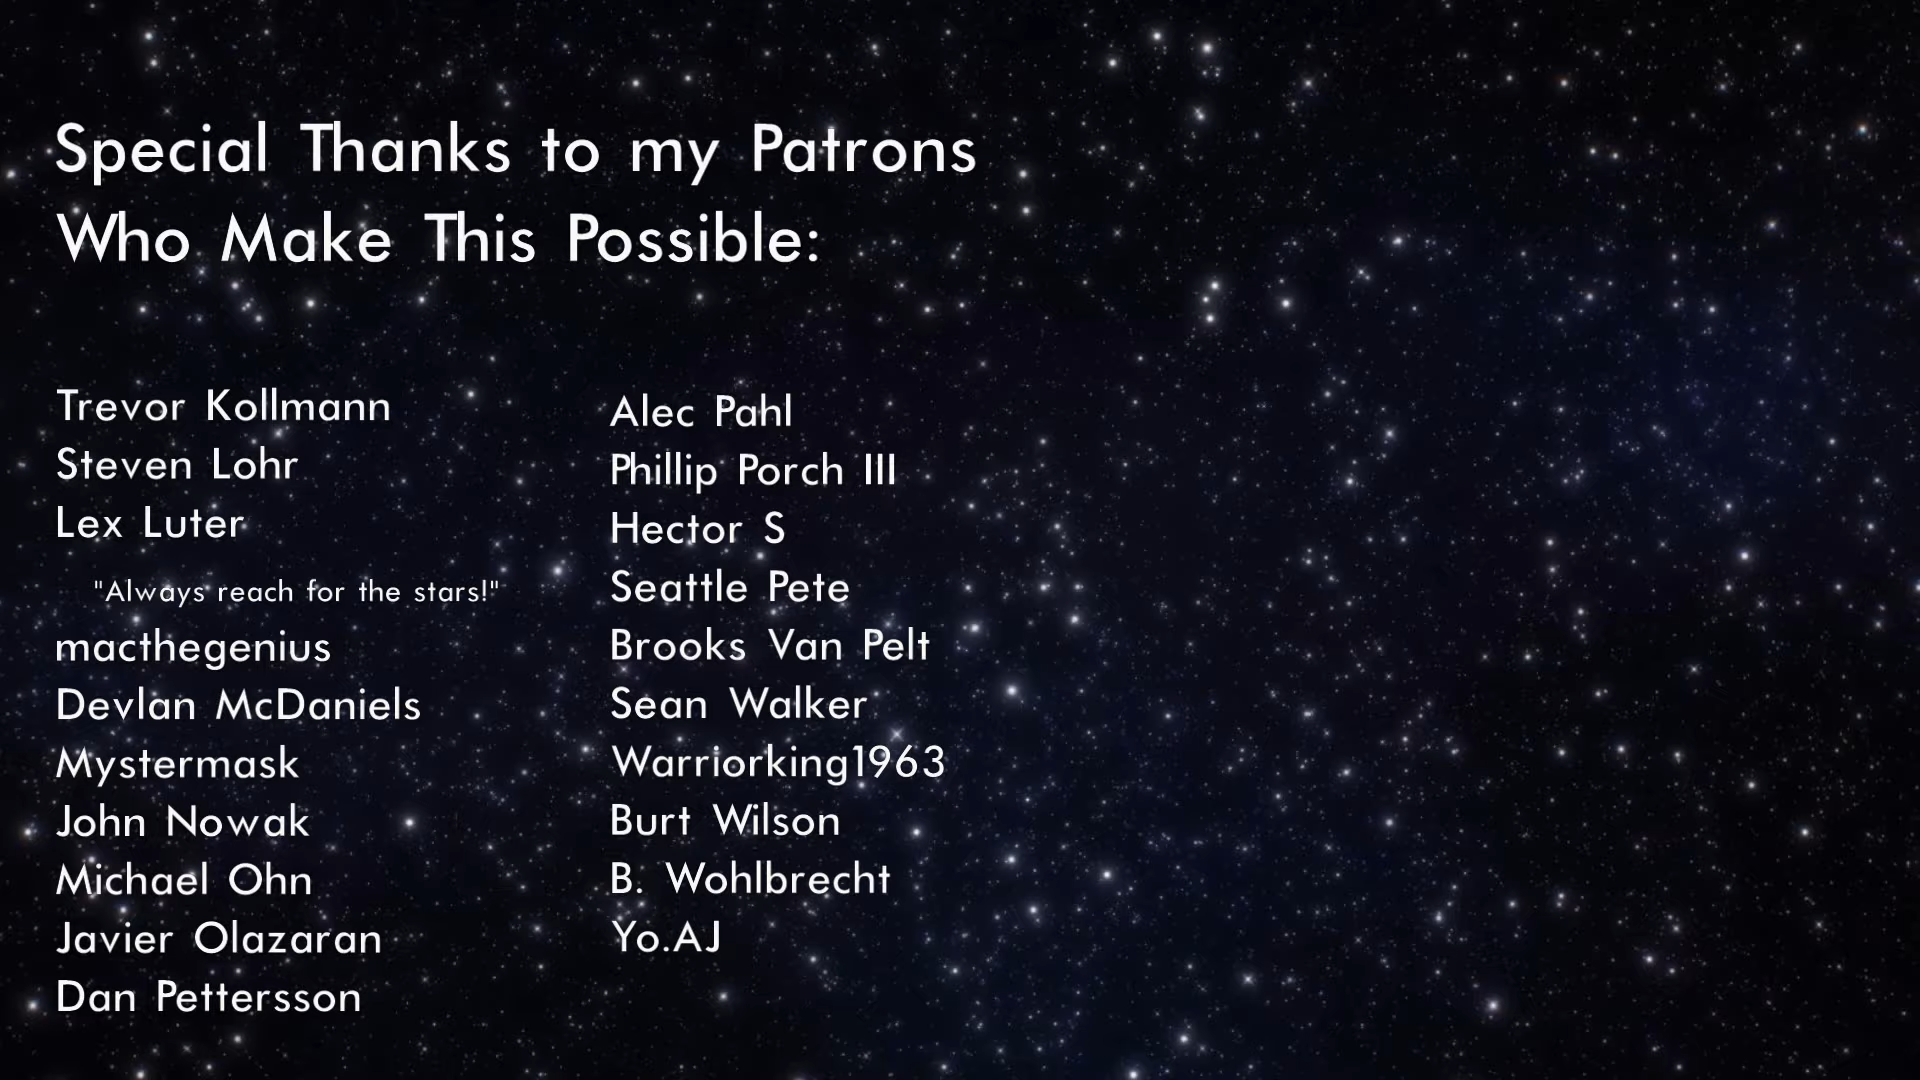 Special Thanks to my Patrons
Who Make This Possible:
Trevor Kollmann
Steven Lohr
Lex Luter
"Always reach for the stars!"
macthegenius
Devlan McDaniels
Mystermask
John Nowak
Michael Ohn
Javier Olazaran
Dan Pettersson
Alec Pahl
Phillip Porch III
Hector S
Seattle Pete
Brooks Van Pelt
Sean Walker
Warriorking1963
Burt Wilson
B. Wohlbrecht
Yo.AJ